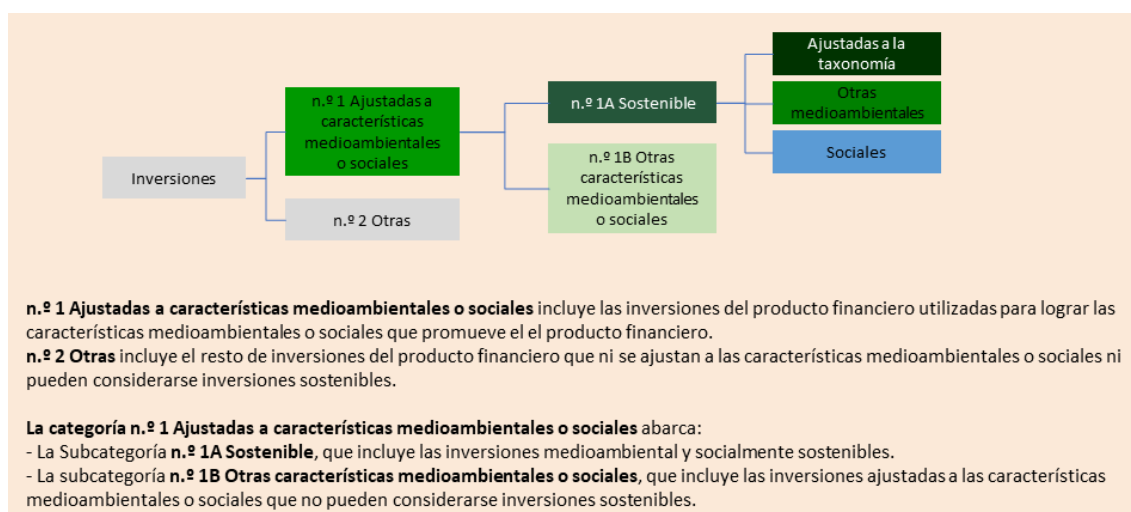 Ajustadas a la
taxonomía
n.º 1 Ajustadas a
características
medioambientales
o sociales
n.º 1A Sostenible
Otras
medioambientales
Sociales
n.º 1B Otras
características
medioambientales
o sociales
Inversiones
n.º 2 Otras
n.º 1 Ajustadas a características medioambientales o sociales incluye las inversiones del producto financiero utilizadas para lograr las
características medioambientales o sociales que promueve el el producto financiero.
n.º 2 Otras incluye el resto de inversiones del producto financiero que ni se ajustan a las características medioambientales o sociales ni
pueden considerarse inversiones sostenibles.
La categoría n.º 1 Ajustadas a características medioambientales o sociales abarca:
- La Subcategoría n.º 1A Sostenible, que incluye las inversiones medioambiental y socialmente sostenibles.
- La subcategoría n.º 1B Otras características medioambientales o sociales, que incluye las inversiones ajustadas a las características
medioambientales o sociales que no pueden considerarse inversiones sostenibles.